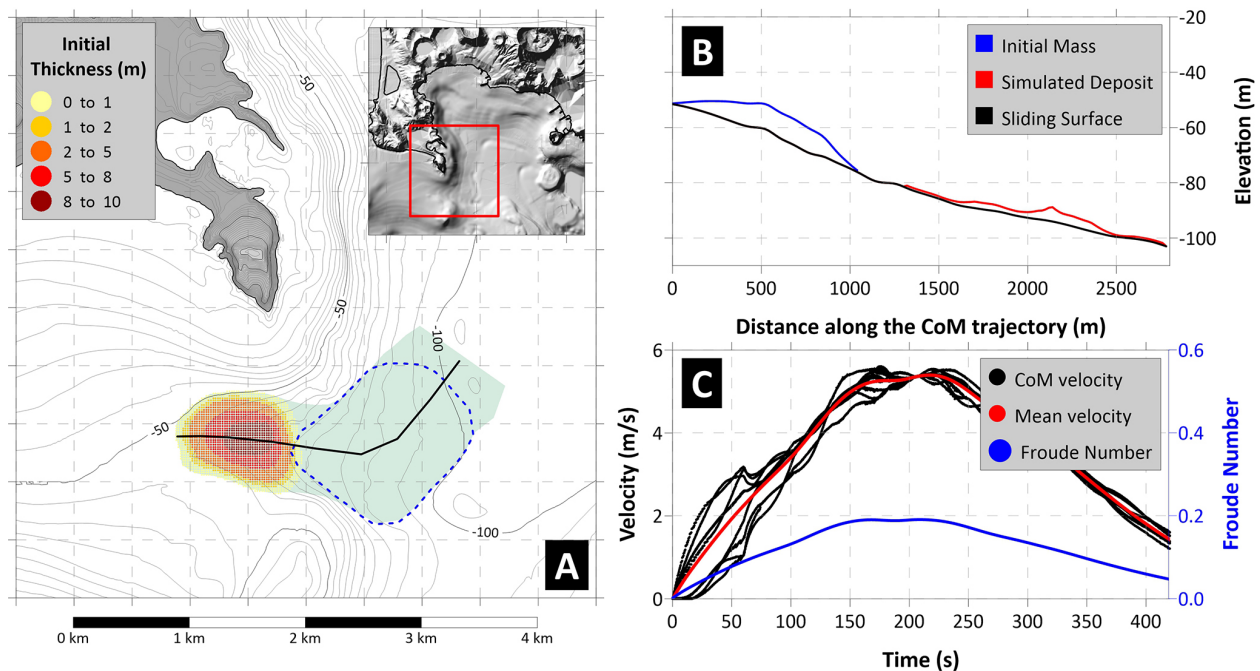 Initial
Thickness (m)
0 to 1
1 to 2
2 to 5
5 to 8
8 to 10
-50
-50
-50
-100
-100
A
0 km
1 km
2 km
3 km
4 km
B
Initial Mass
Simulated Deposit
Sliding Surface
-20
-40
-60
-80
-100
Elevation (m)
0
500
1000
1500
2000
2500
Distance along the CoM trajectory (m)
C
CoM velocity
Mean velocity
Froude Number
6
4
2
0
Velocity (m/s)
0.6
0.4
0.2
0.0
Froude Number
0
50
100
150
200
250
300
350
400
Time (s)